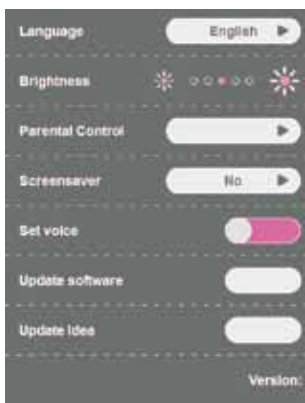 Language English
Brightness
Parental Control
Screensaver No
Set voice
Update software
Update Idea
Version: